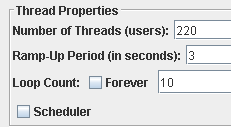 Thread Properties
Number of Threads (users): 220
Ramp-Up Period (in seconds): 3
Loop Count: Forever 10
Scheduler